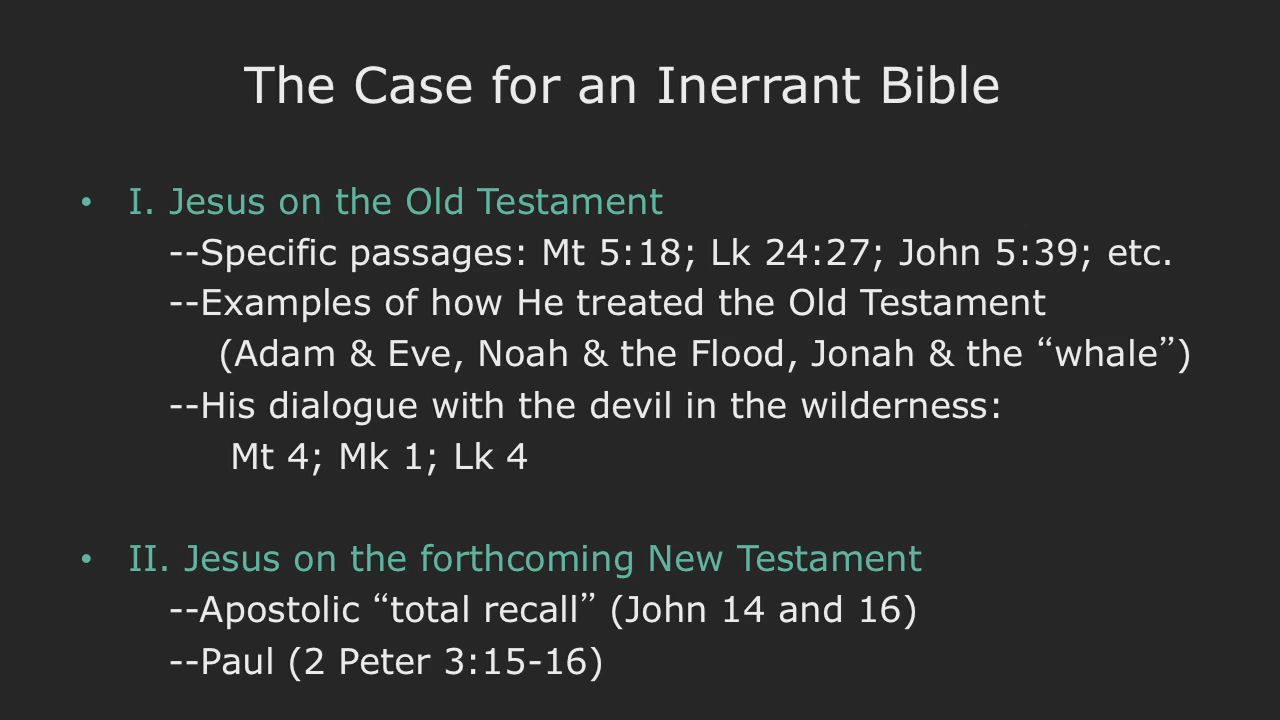 The Case for an Inerrant Bible
• I. Jesus on the Old Testament
--Specific passages: Mt 5:18; Lk 24:27; John 5:39; etc.
--Examples of how He treated the Old Testament
(Adam & Eve, Noah & the Flood, Jonah & the “whale”)
--His dialogue with the devil in the wilderness:
Mt 4; Mk 1; Lk 4
• II. Jesus on the forthcoming New Testament
--Apostolic “total recall” (John 14 and 16)
--Paul (2 Peter 3:15-16)